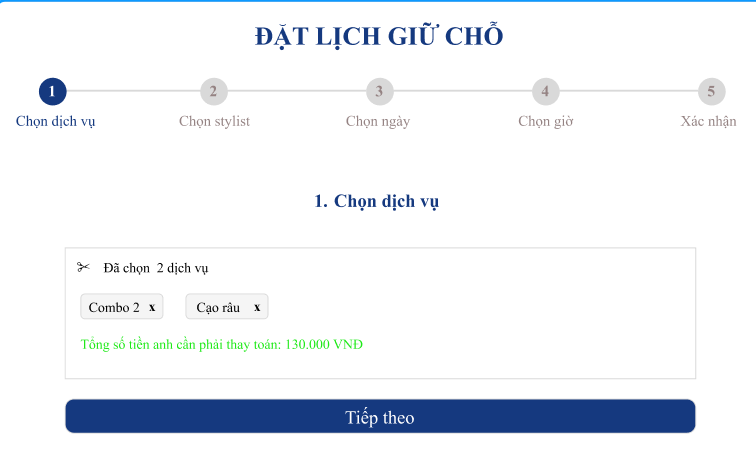 ĐẶT LỊCH GIỮ CHỖ
1 2 3 4 5
Chọn dịch vụ Chọn stylist Chọn ngày Chọn giờ Xác nhận
1. Chọn dịch vụ
Đã chọn 2 dịch vụ
Combo 2 x Cạo râu x
Tổng số tiền anh cần phải thay toán: 130.000 VNĐ
Tiếp theo